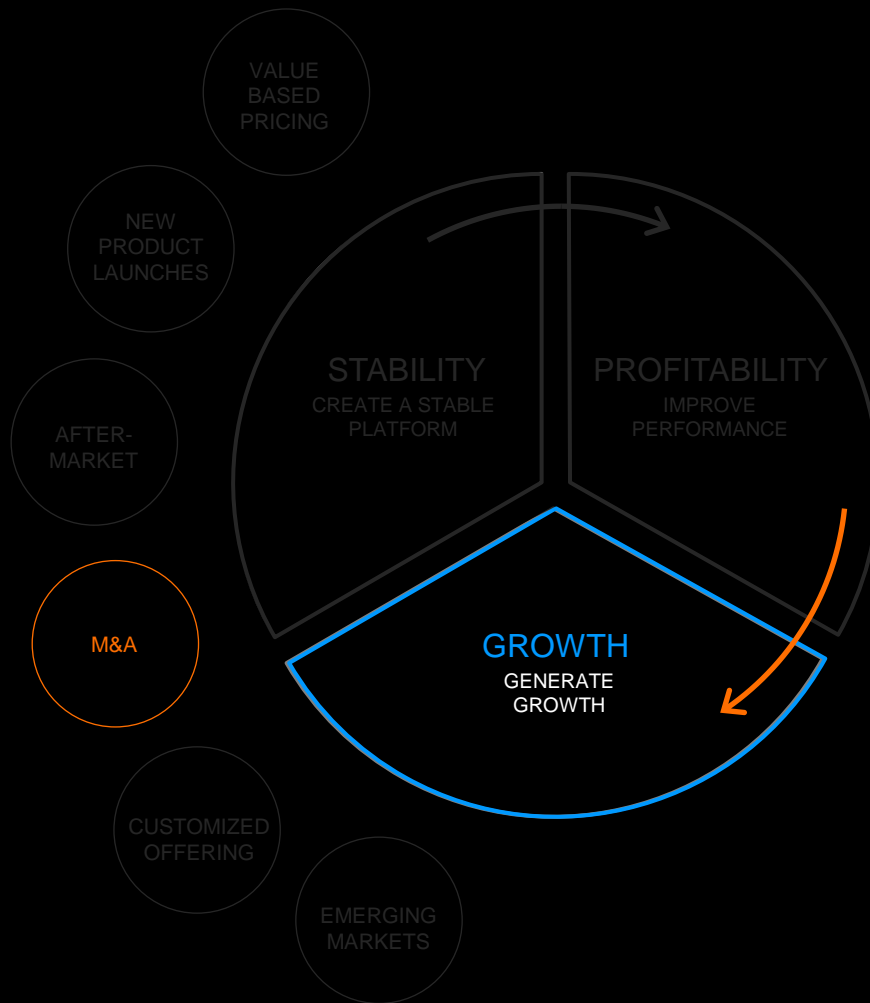 VALUE
BASED
PRICING
NEW
PRODUCT
LAUNCHES
AFTER-
MARKET
M&A
CUSTOMIZED
OFFERING
EMERGING
MARKETS
STABILITY
CREATE A STABLE
PLATFORM
PROFITABILITY
IMPROVE
PERFORMANCE
GROWTH
GENERATE
GROWTH